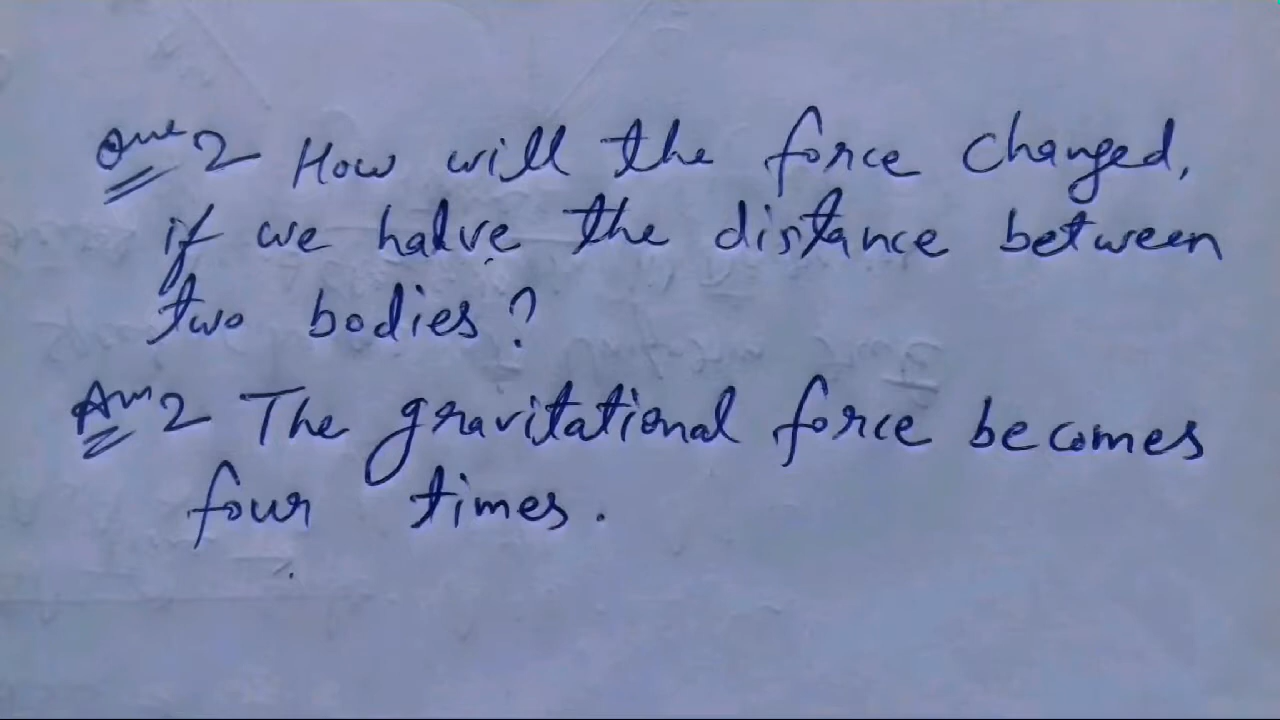 Que 2 How will the force changed,
if we halve the distance between
two bodies?
Ans 2 The gravitational force becomes
four times.